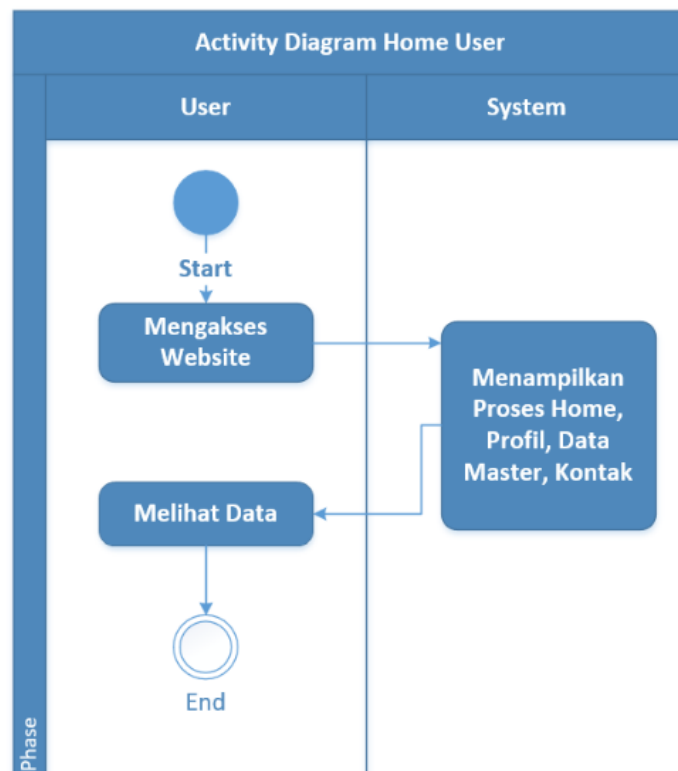 Activity Diagram Home User
User
System
Start
Mengakses
Website
Menampilkan
Proses Home,
Profil, Data
Master, Kontak
Melihat Data
End
Phase